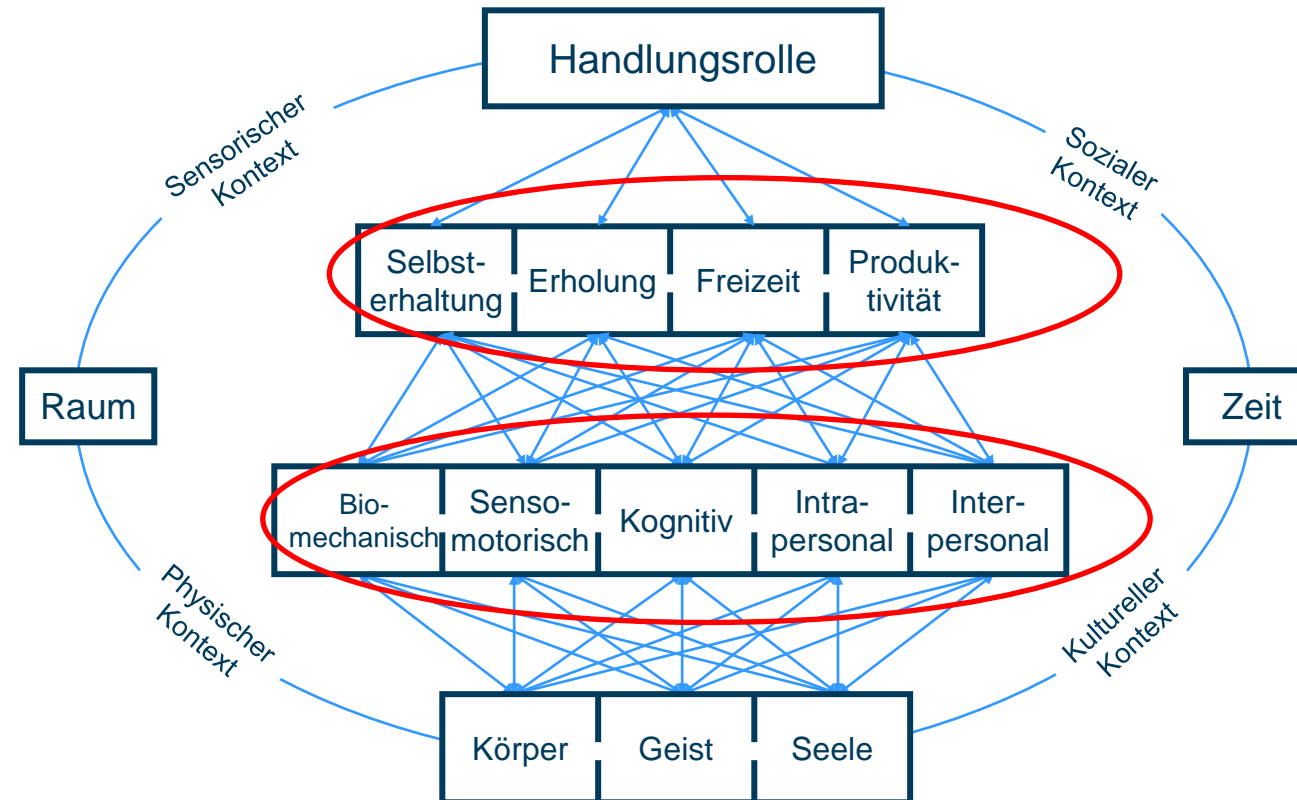 Handlungsrolle
Sensorischer
Kontext
Sozialer
Kontext
Selbst-
erhaltung
Erholung
Freizeit
Produk-
tivität
Raum
Zeit
Bio-
mechanisch
Senso-
motorisch
Kognitiv
Intra-
personal
Inter-
personal
Physischer
Kontext
Kultureller
Kontext
Körper
Geist
Seele